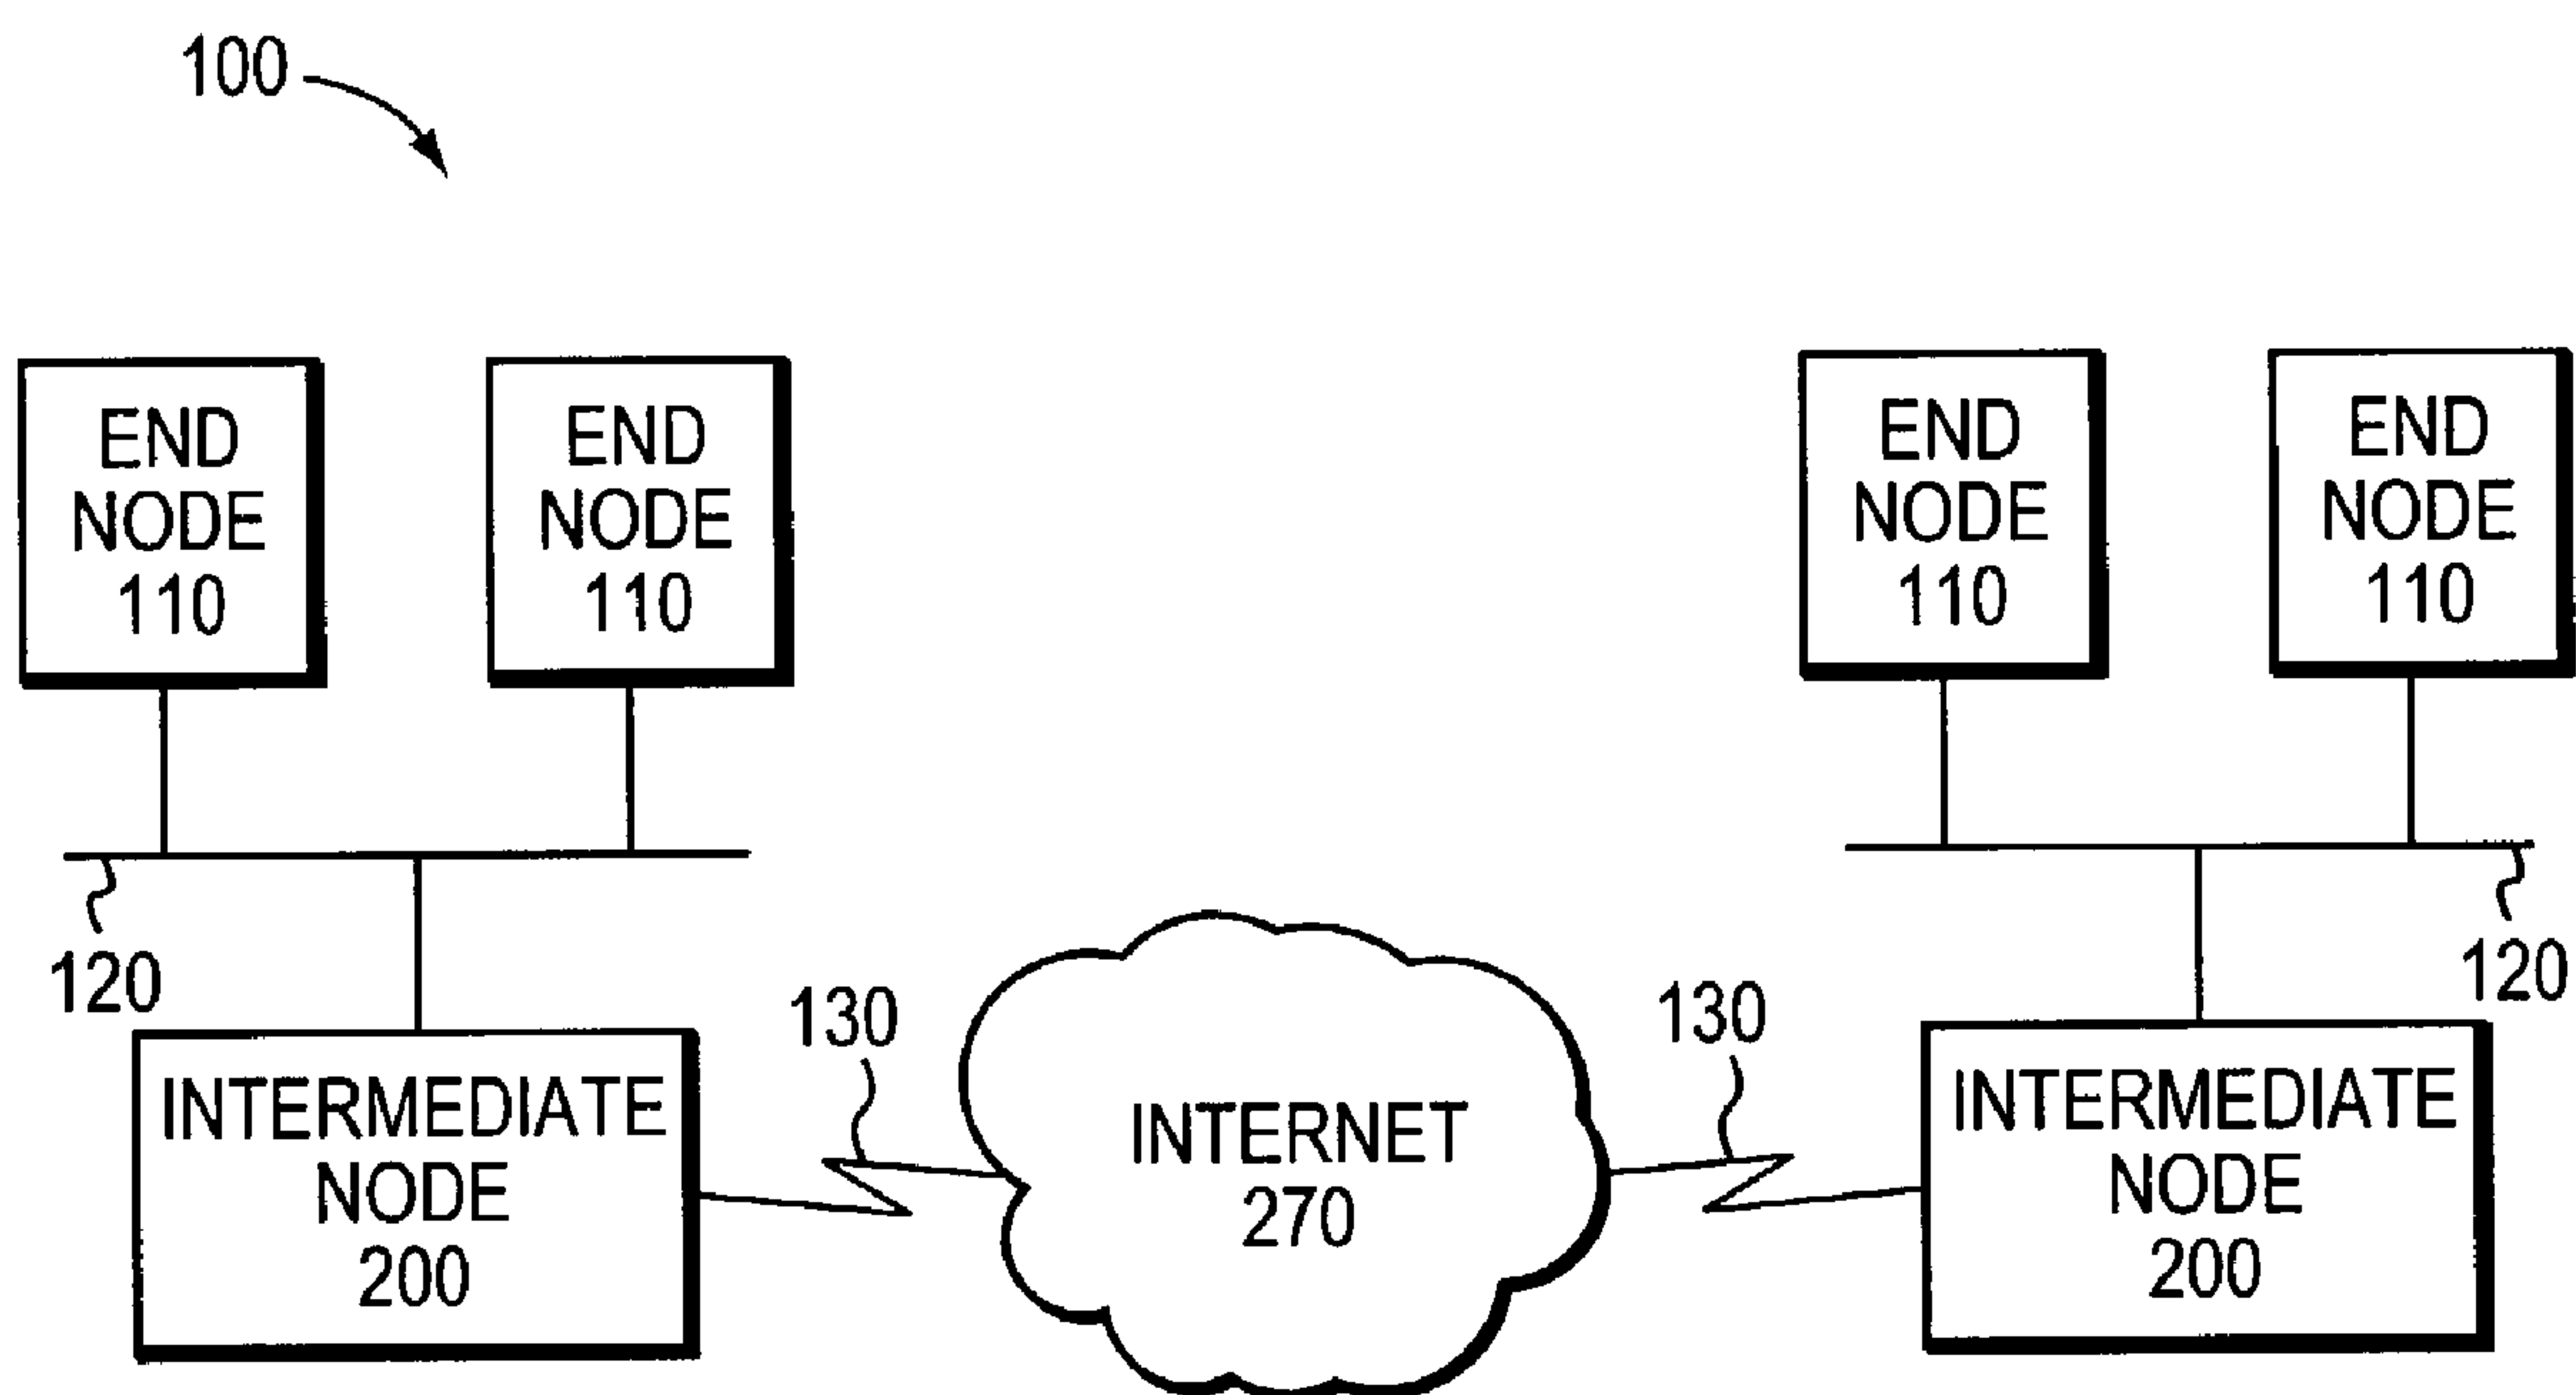 100
END
NODE
110
END
NODE
110
END
NODE
110
END
NODE
110
120
120
130
130
INTERMEDIATE
NODE
200
INTERNET
270
INTERMEDIATE
NODE
200